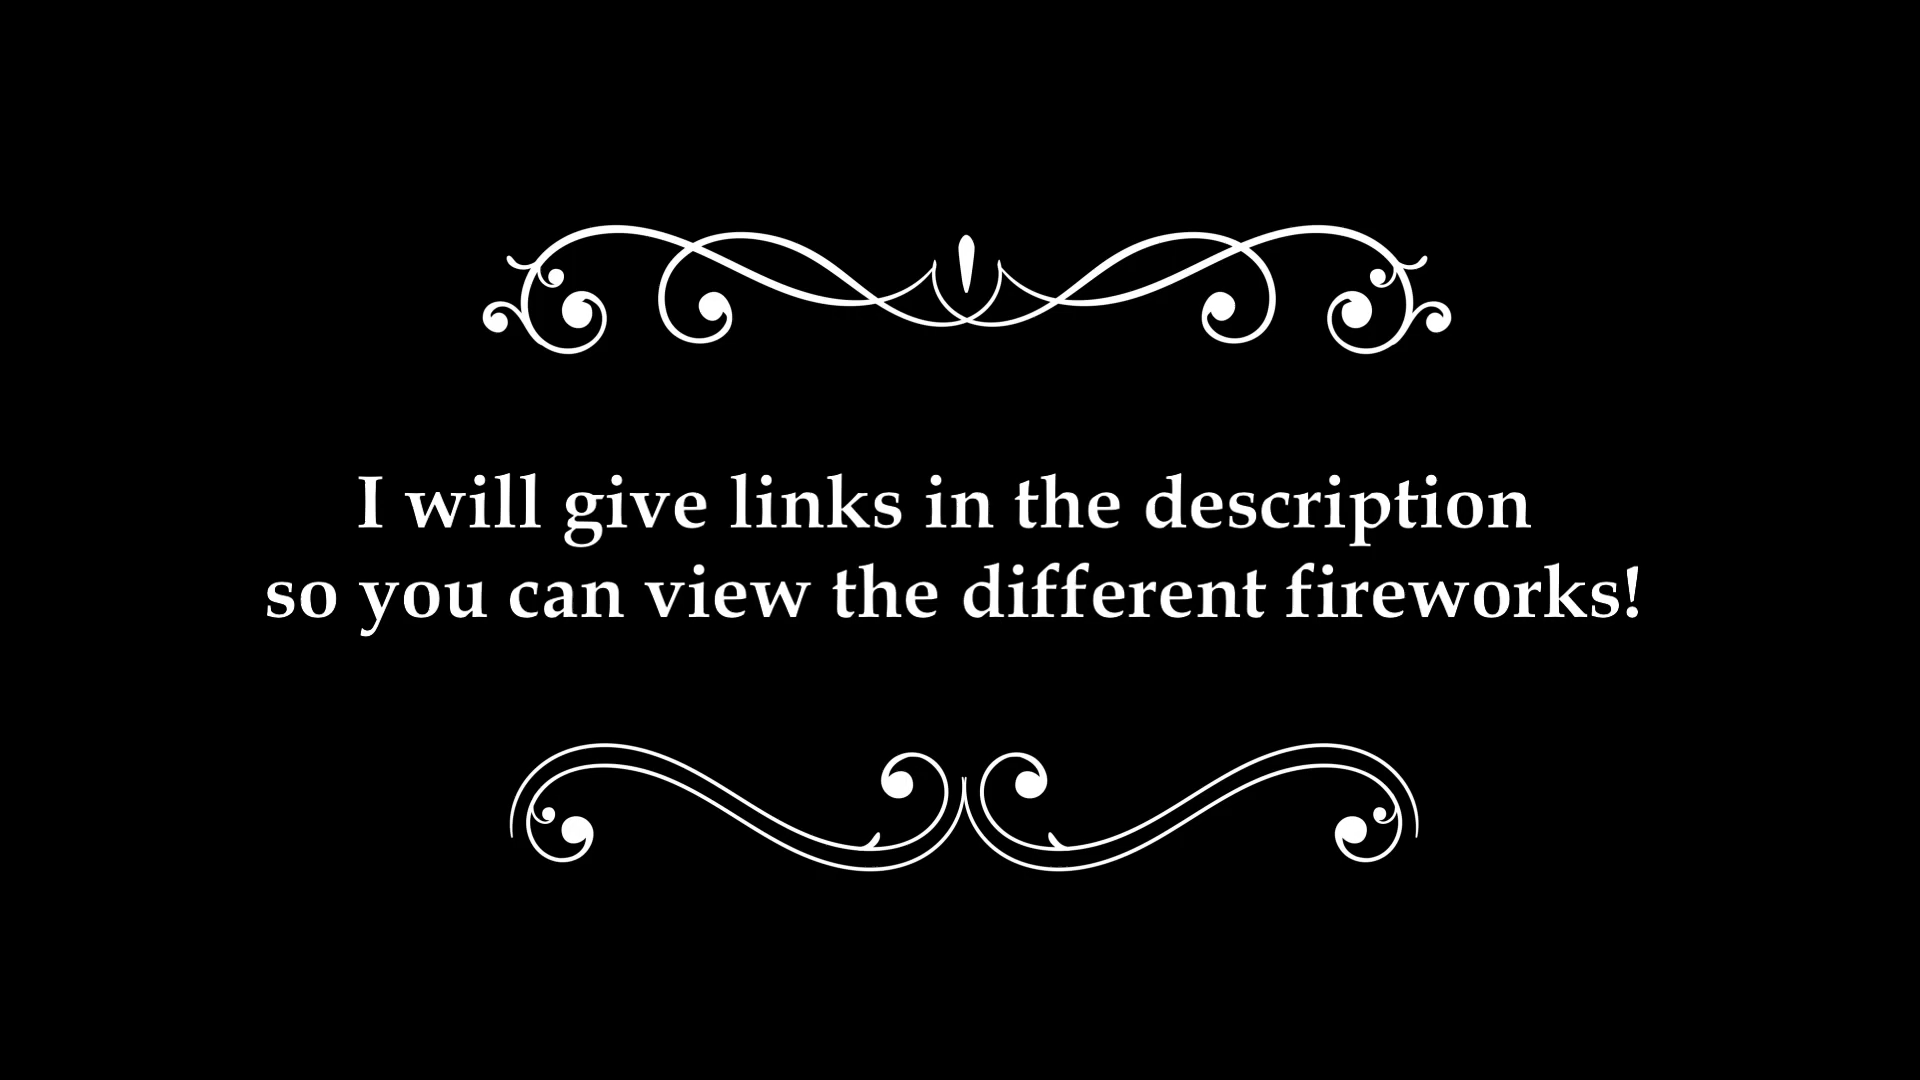 I will give links in the description
so you can view the different fireworks!